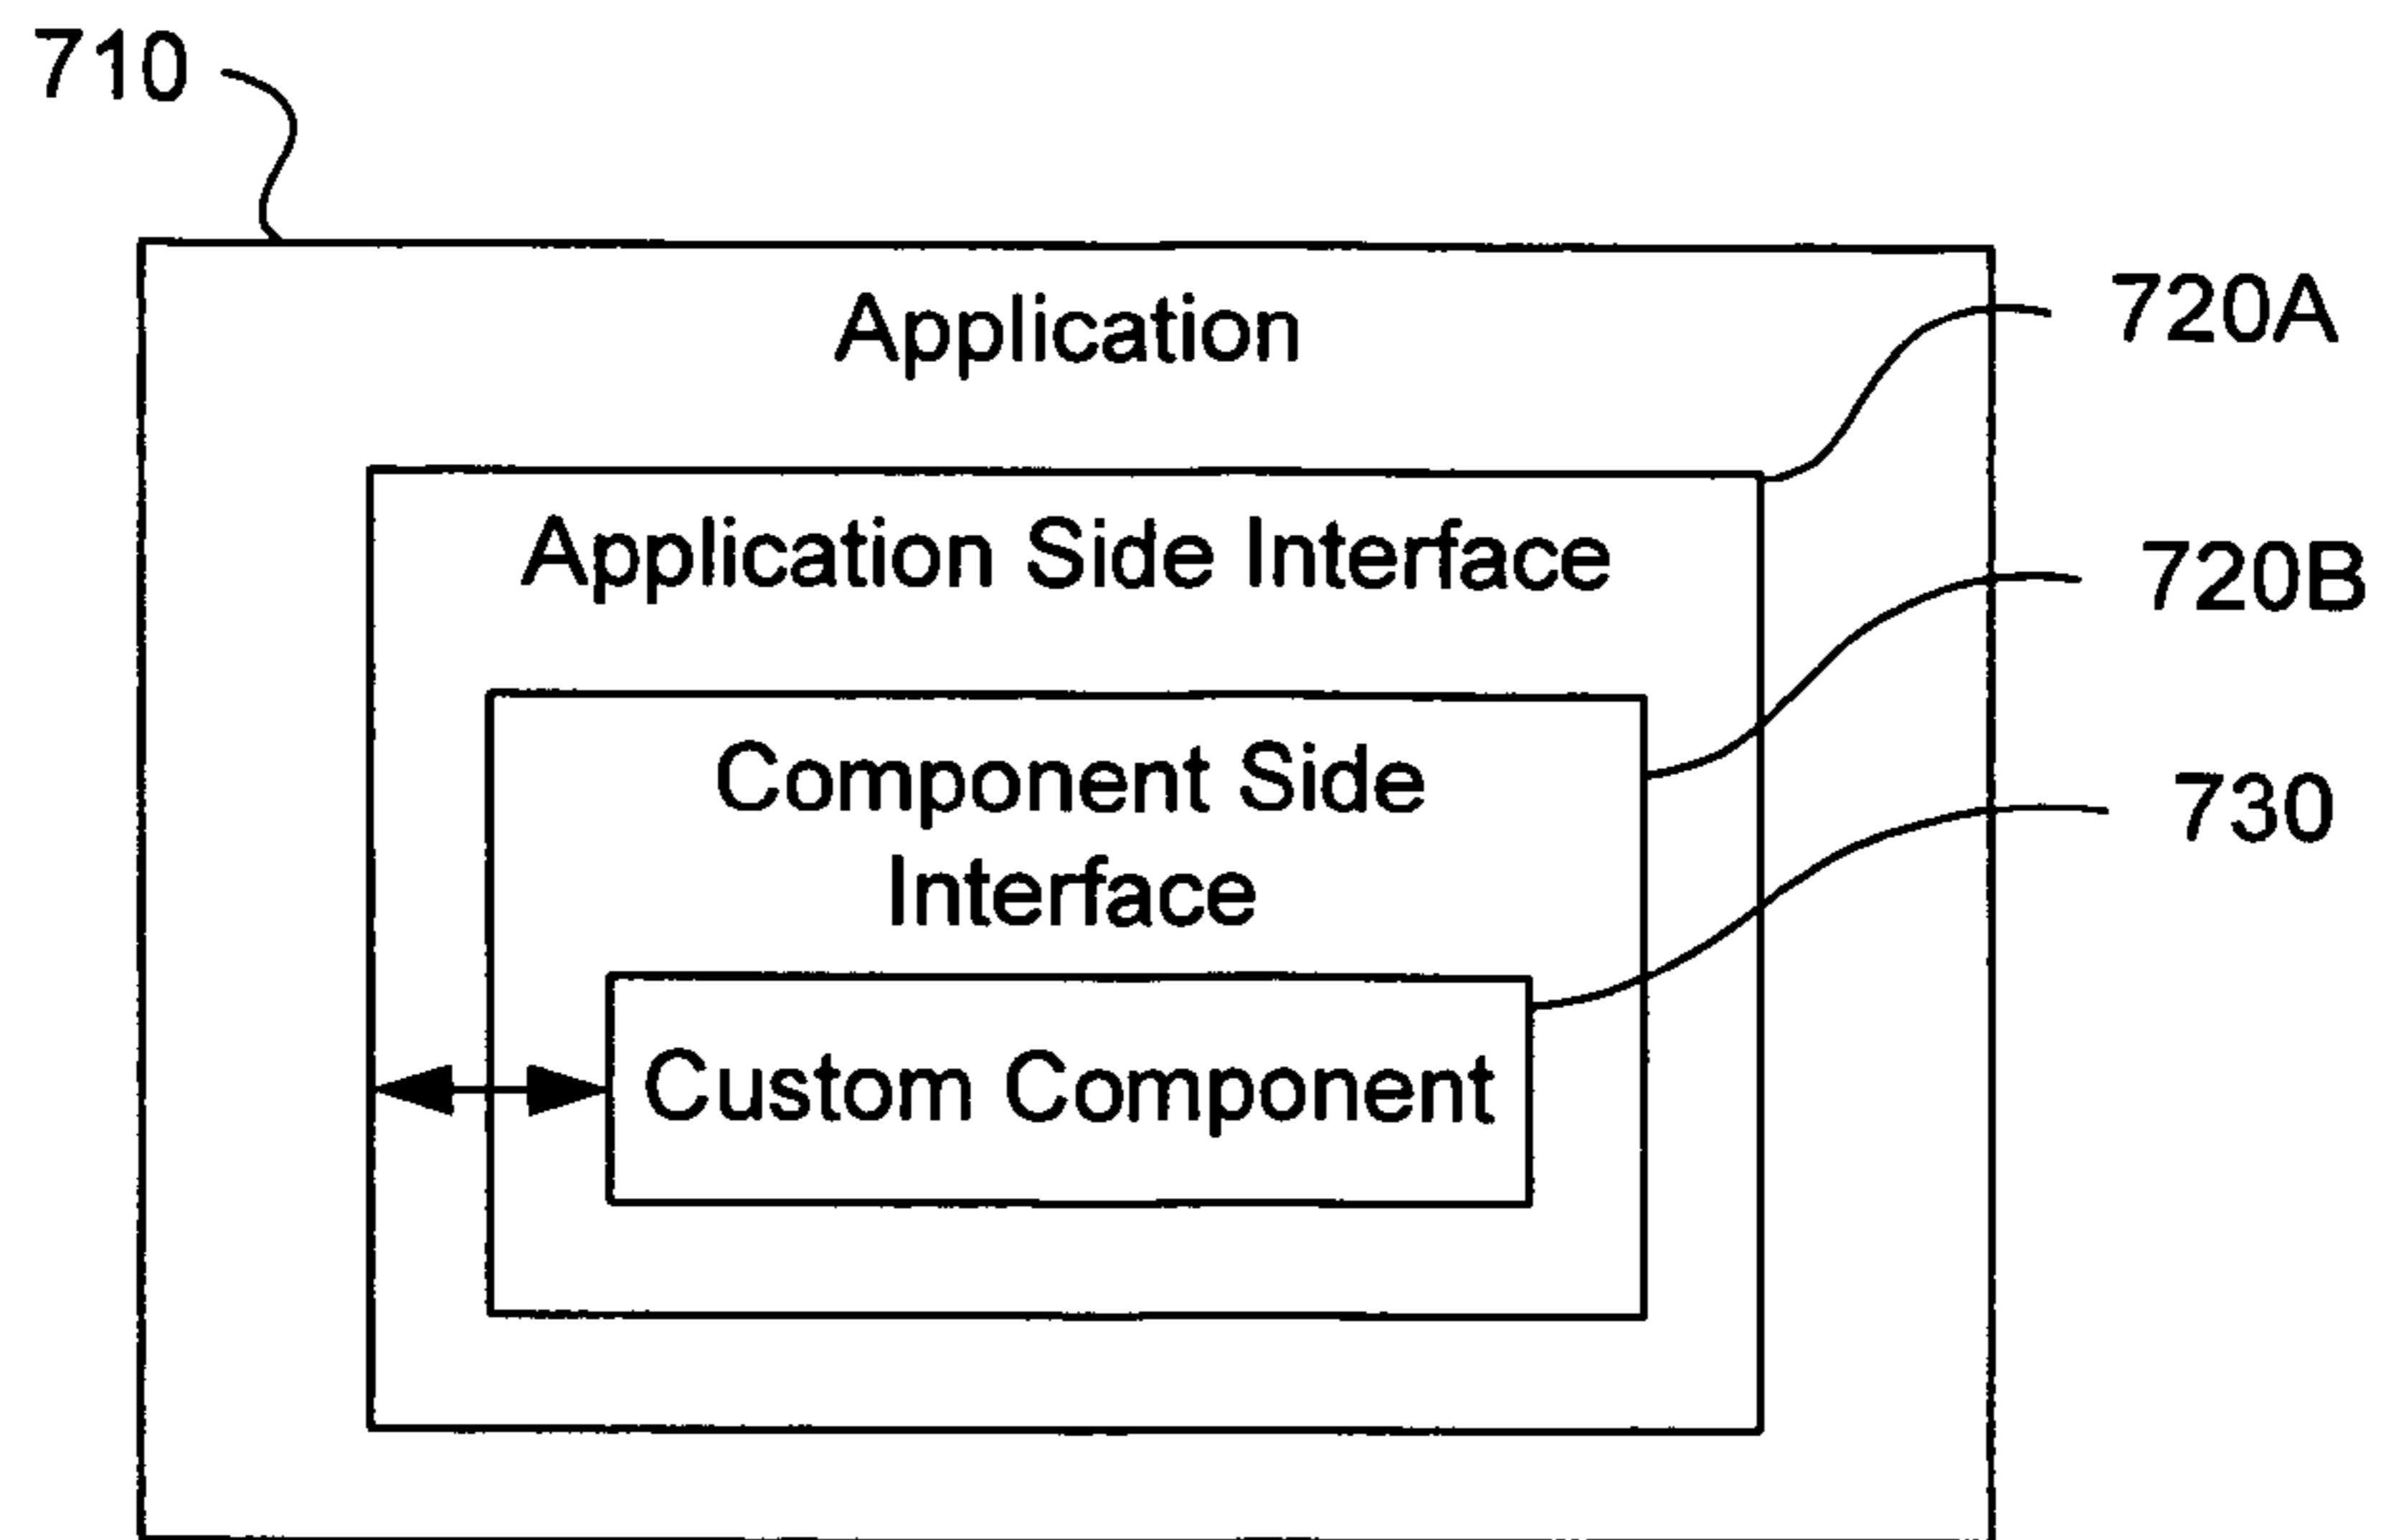 710
Application
720A
Application Side Interface
720B
Component Side
Interface
730
Custom Component